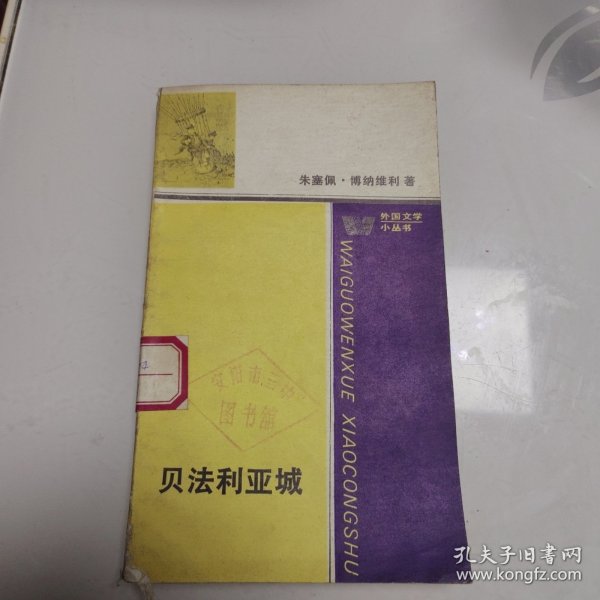 朱塞佩·博纳维利 著
外国文学
小丛书
WAIGUOWENXUE XIAOCONGSHU
图书馆
贝法利亚城
孔夫子旧书网
www.kongfz.com